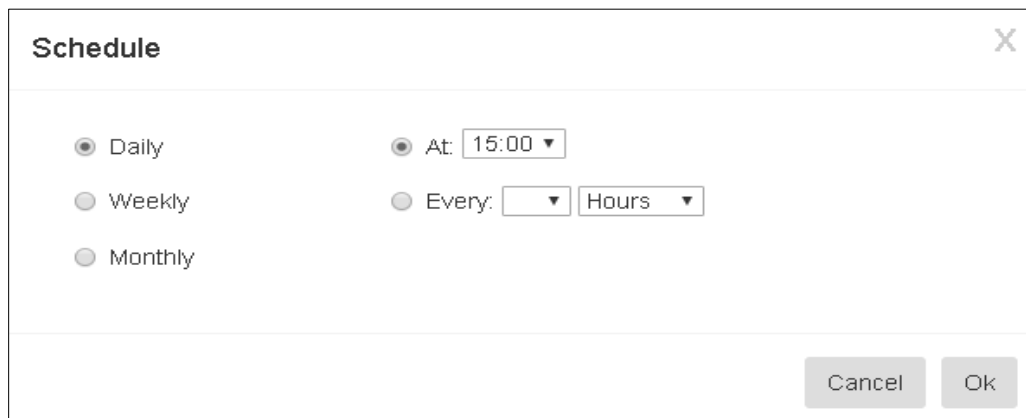 Schedule X
Daily At: 15:00
Weekly Every: Hours
Monthly
Cancel Ok